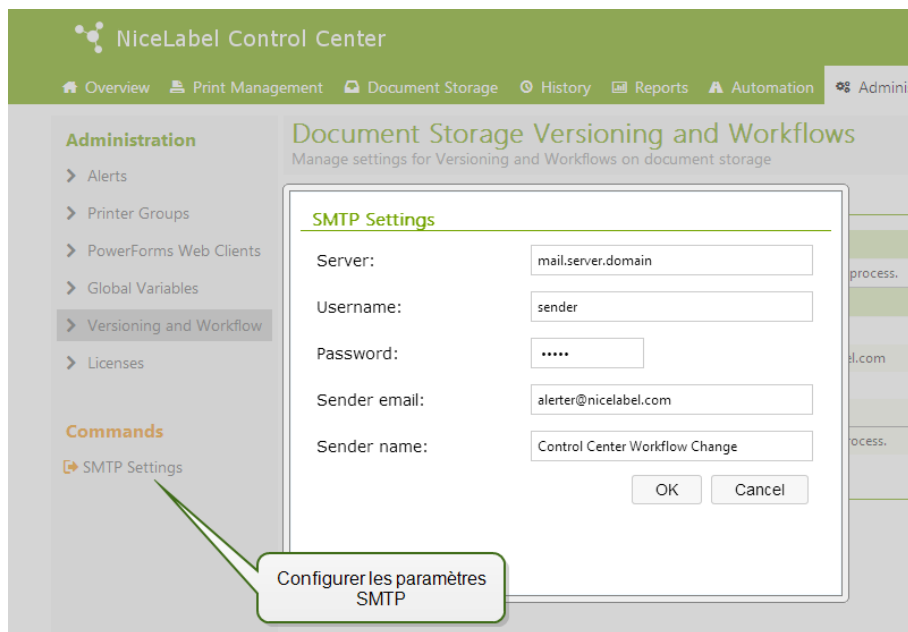 NiceLabel Control Center
Overview Print Management Document Storage History Reports Automation Adminis
Administration
Alerts
Printer Groups
PowerForms Web Clients
Global Variables
Versioning and Workflow
Licenses
Commands
SMTP Settings
Document Storage Versioning and Workflows
Manage settings for Versioning and Workflows on document storage
SMTP Settings
Server: mail.server.domain
Username: sender
Password: •••••
Sender email: alerter@nicelabel.com
Sender name: Control Center Workflow Change
OK Cancel
process.
el.com
rocess.
Configurer les paramètres
SMTP